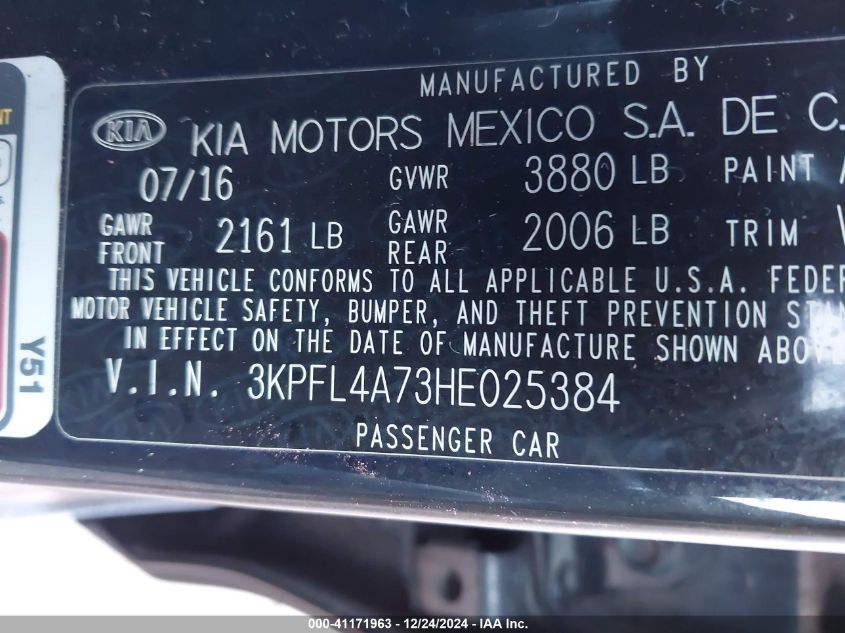 MANUFACTURED BY
KIA KIA MOTORS MEXICO S.A. DE C.
07/16 GVWR 3880 LB PAINT
GAWR FRONT 2161 LB GAWR REAR 2006 LB TRIM
THIS VEHICLE CONFORMS TO ALL APPLICABLE U.S.A.
MOTOR VEHICLE SAFETY, BUMPER, AND THEFT PREVENTION
IN EFFECT ON THE DATE OF MANUFACTURE SHOWN
V.I.N. 3KPFL4A73HE025384
PASSENGER CAR
Y51
000-41171963 - 12/24/2024 - IAA Inc.